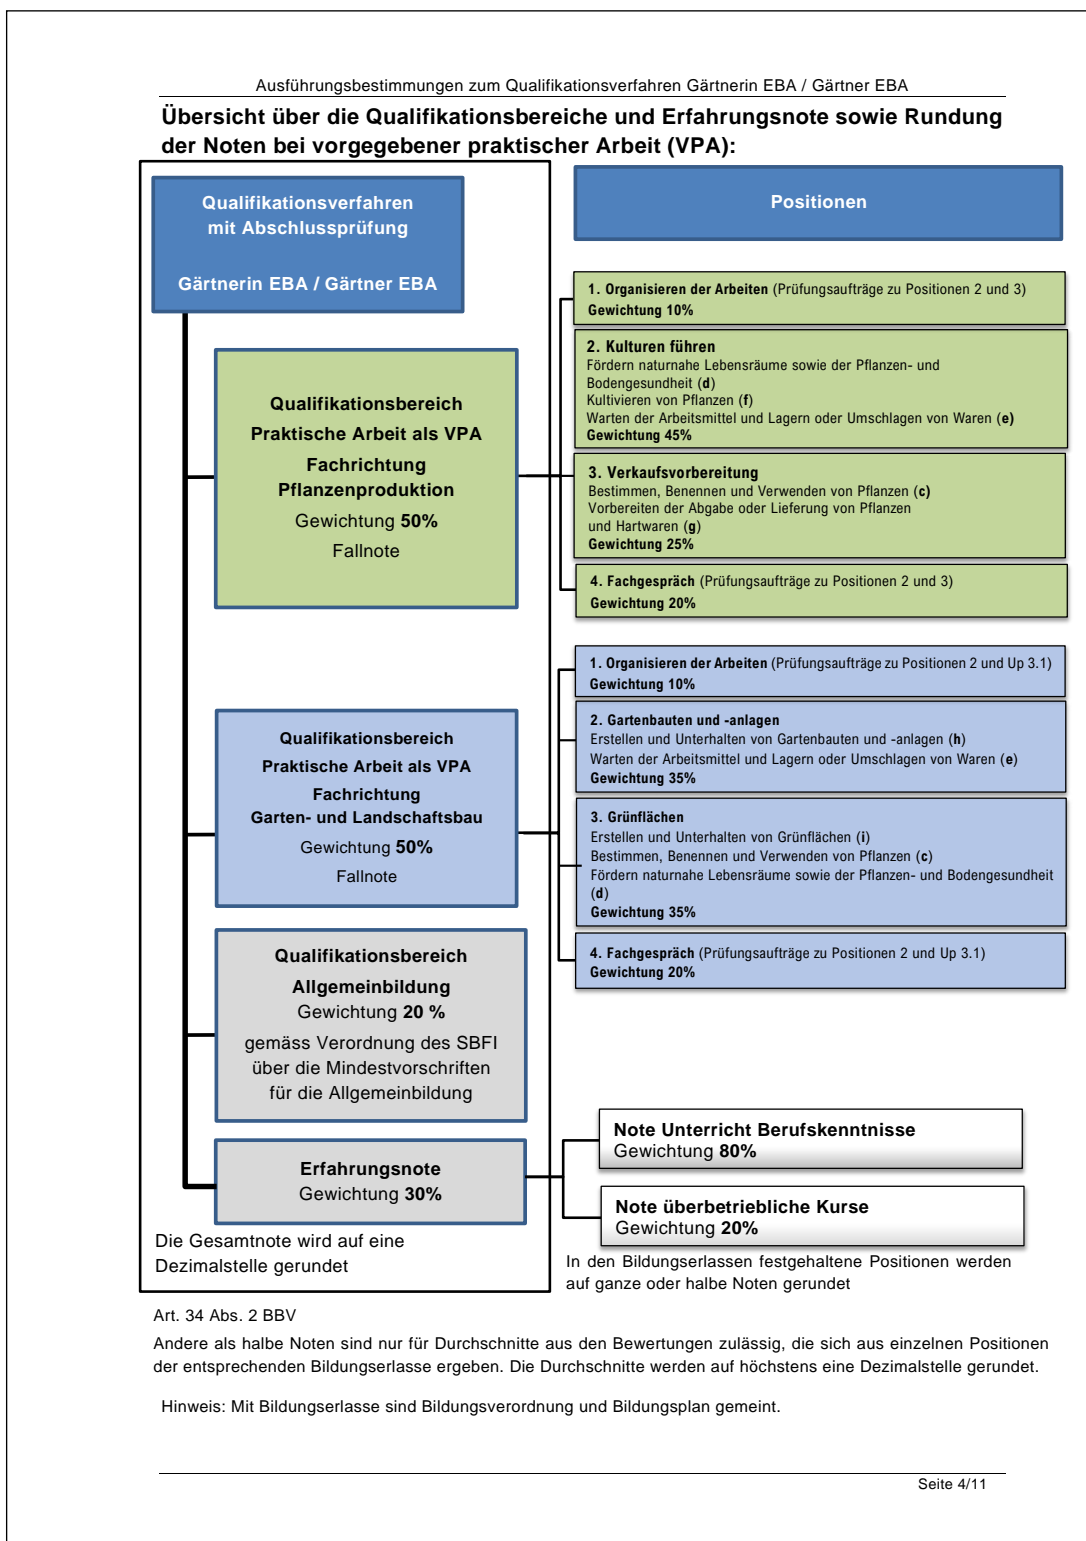 Ausführungsbestimmungen zum Qualifikationsverfahren Gärtnerin EBA / Gärtner EBA
Übersicht über die Qualifikationsbereiche und Erfahrungsnote sowie Rundung
der Noten bei vorgegebener praktischer Arbeit (VPA):
Qualifikationsverfahren
mit Abschlussprüfung
Gärtnerin EBA / Gärtner EBA
Positionen
Qualifikationsbereich
Praktische Arbeit als VPA
Fachrichtung
Pflanzenproduktion
Gewichtung 50%
Fallnote
1. Organisieren der Arbeiten (Prüfungsaufträge zu Positionen 2 und 3)
Gewichtung 10%
2. Kulturen führen
Fördern naturnahe Lebensräume sowie der Pflanzen- und
Bodengesundheit (d)
Kultivieren von Pflanzen (f)
Warten der Arbeitsmittel und Lagern oder Umschlagen von Waren (e)
Gewichtung 45%
3. Verkaufsvorbereitung
Bestimmen, Benennen und Verwenden von Pflanzen (c)
Vorbereiten der Abgabe oder Lieferung von Pflanzen
und Hartwaren (g)
Gewichtung 25%
4. Fachgespräch (Prüfungsaufträge zu Positionen 2 und 3)
Gewichtung 20%
Qualifikationsbereich
Praktische Arbeit als VPA
Fachrichtung
Garten- und Landschaftsbau
Gewichtung 50%
Fallnote
1. Organisieren der Arbeiten (Prüfungsaufträge zu Positionen 2 und Up 3.1)
Gewichtung 10%
2. Gartenbauten und -anlagen
Erstellen und Unterhalten von Gartenbauten und -anlagen (h)
Warten der Arbeitsmittel und Lagern oder Umschlagen von Waren (e)
Gewichtung 35%
3. Grünflächen
Erstellen und Unterhalten von Grünflächen (i)
Bestimmen, Benennen und Verwenden von Pflanzen (c)
Fördern naturnahe Lebensräume sowie der Pflanzen- und Bodengesundheit
(d)
Gewichtung 35%
4. Fachgespräch (Prüfungsaufträge zu Positionen 2 und Up 3.1)
Gewichtung 20%
Qualifikationsbereich
Allgemeinbildung
Gewichtung 20 %
gemäss Verordnung des SBFI
über die Mindestvorschriften
für die Allgemeinbildung
Erfahrungsnote
Gewichtung 30%
Note Unterricht Berufskenntnisse
Gewichtung 80%
Note überbetriebliche Kurse
Gewichtung 20%
Die Gesamtnote wird auf eine
Dezimalstelle gerundet
In den Bildungserlassen festgehaltene Positionen werden
auf ganze oder halbe Noten gerundet
Art. 34 Abs. 2 BBV
Andere als halbe Noten sind nur für Durchschnitte aus den Bewertungen zulässig, die sich aus einzelnen Positionen
der entsprechenden Bildungserlasse ergeben. Die Durchschnitte werden auf höchstens eine Dezimalstelle gerundet.
Hinweis: Mit Bildungserlasse sind Bildungsverordnung und Bildungsplan gemeint.
Seite 4/11